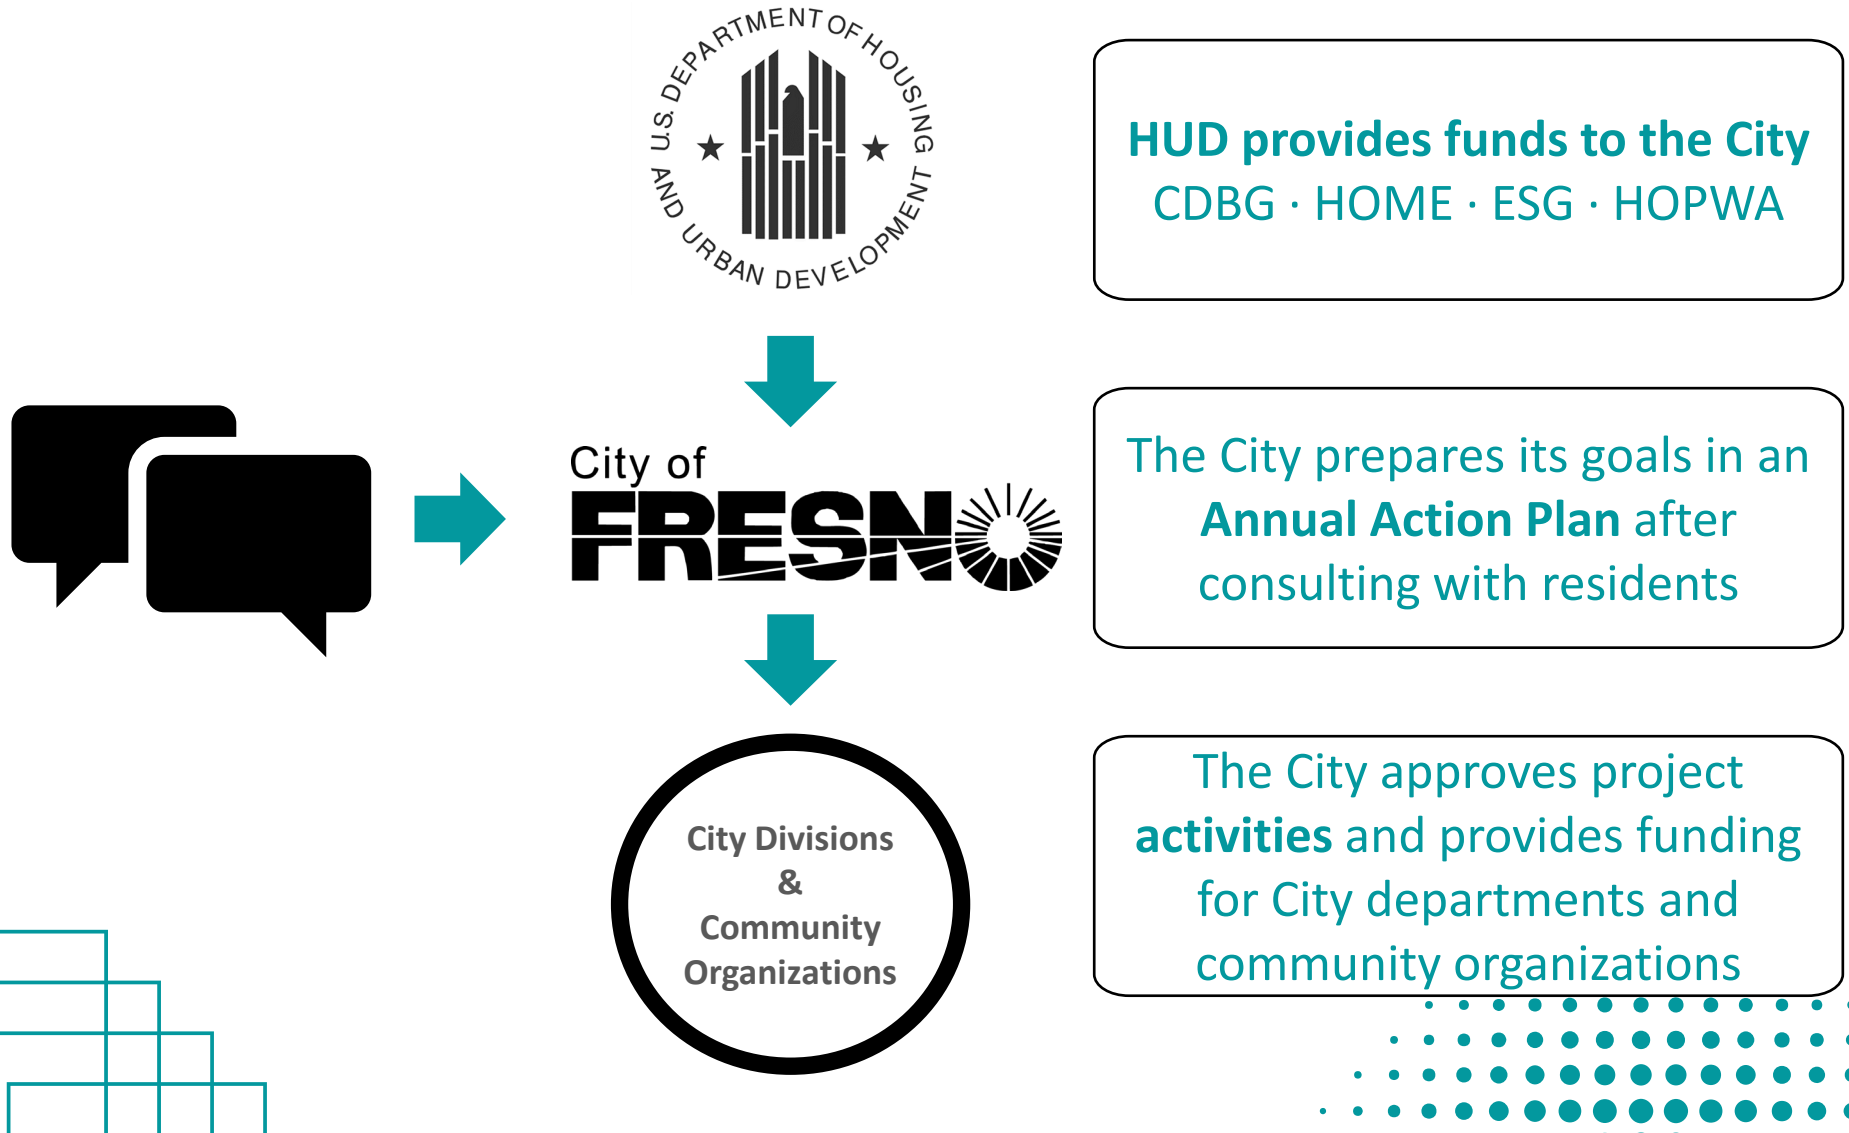 U.S. DEPARTMENT OF HOUSING
AND URBAN DEVELOPMENT
HUD provides funds to the City
CDBG · HOME · ESG · HOPWA
City of
FRESNO
The City prepares its goals in an
Annual Action Plan after
consulting with residents
City Divisions
&
Community
Organizations
The City approves project
activities and provides funding
for City departments and
community organizations